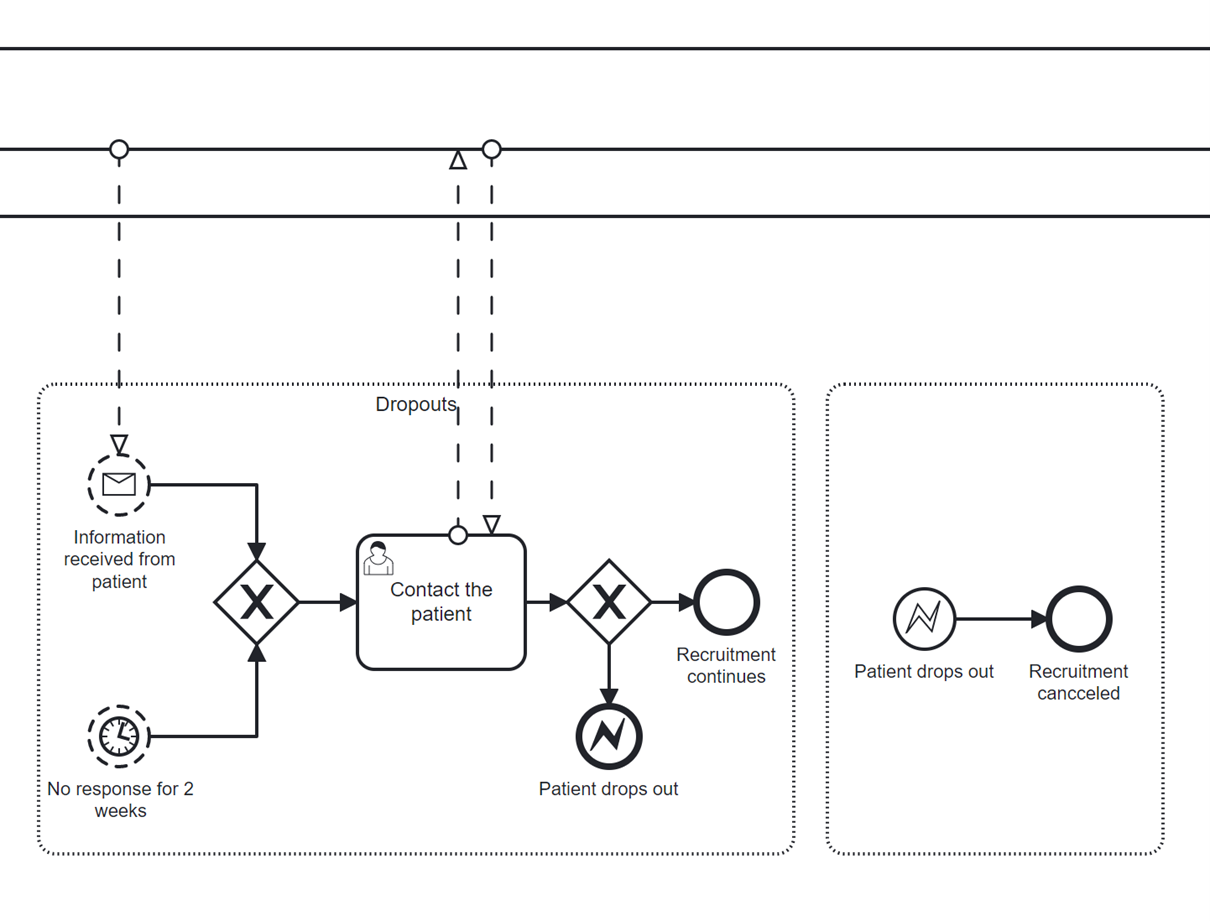 Dropouts
Information
received from
patient
Contact the
patient
Recruitment
continues
Patient drops out
Recruitment
cancceled
No response for 2
weeks
Patient drops out